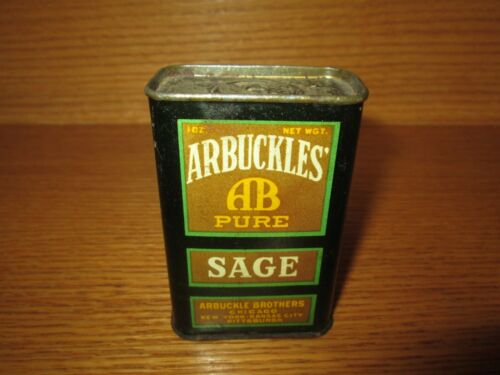 1 OZ. NET WGT.
ARBUCKLES'
AB
PURE
SAGE
ARBUCKLE BROTHERS
CHICAGO
NEW YORK-KANSAS CITY
PITTSBURGH